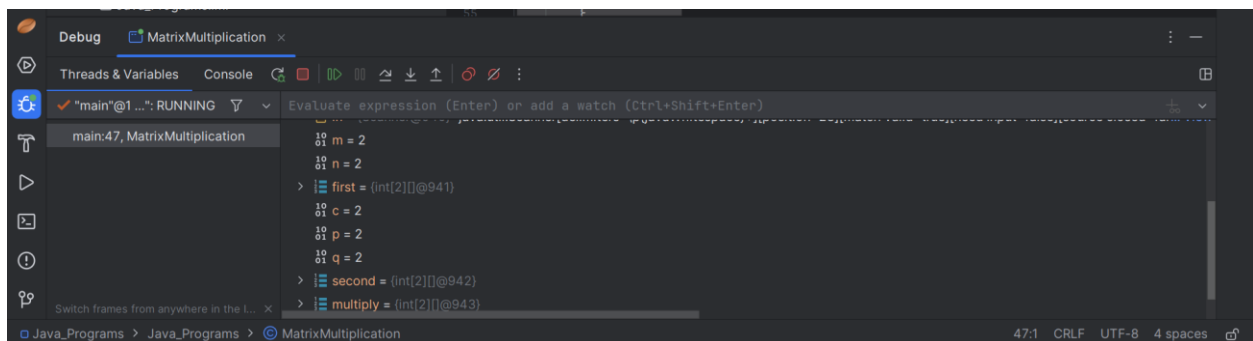 55
Debug MatrixMultiplication
Threads & Variables Console
"main"@1 ...": RUNNING
Evaluate expression (Enter) or add a watch (Ctrl+Shift+Enter)
main:47, MatrixMultiplication
m = 2
n = 2
first = {int[2][]@941}
c = 2
p = 2
q = 2
second = {int[2][]@942}
multiply = {int[2][]@943}
Switch frames from anywhere in the I...
Java_Programs > Java_Programs > MatrixMultiplication
47:1 CRLF UTF-8 4 spaces